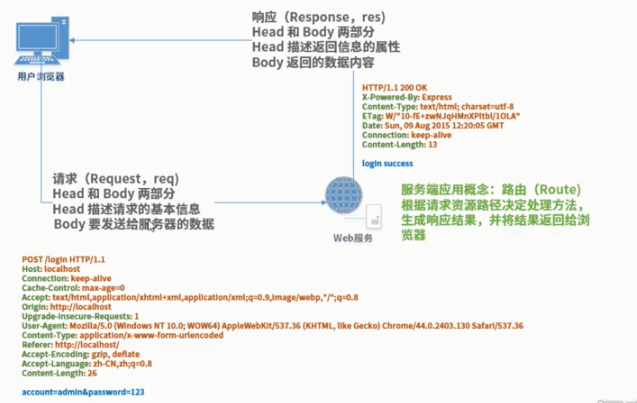 响应（Response, res)
Head 和 Body 两部分
Head 描述返回信息的属性
Body 返回的数据内容
用户浏览器
HTTP/1.1 200 OK
X-Powered-By: Express
Content-Type: text/html; charset=utf-8
ETag: W/"10-fE+zwNJqHMnXPltbl/1OLA"
Date: Sun, 09 Aug 2015 12:20:05 GMT
Connection: keep-alive
Content-Length: 13
login success
请求（Request, req)
Head 和 Body 两部分
Head 描述请求的基本信息
Body 要发送给服务器的数据
Web服务
服务端应用概念：路由（Route)
根据请求资源路径决定处理方法，
生成响应结果，并将结果返回给浏
览器
POST /login HTTP/1.1
Host: localhost
Connection: keep-alive
Cache-Control: max-age=0
Accept: text/html,application/xhtml+xml,application/xml;q=0.9,image/webp,*/*;q=0.8
Origin: http://localhost
Upgrade-Insecure-Requests: 1
User-Agent: Mozilla/5.0 (Windows NT 10.0; WOW64) AppleWebKit/537.36 (KHTML, like Gecko) Chrome/44.0.2403.130 Safari/537.36
Content-Type: application/x-www-form-urlencoded
Referer: http://localhost/
Accept-Encoding: gzip, deflate
Accept-Language: zh-CN,zh;q=0.8
Content-Length: 26
account=admin&password=123